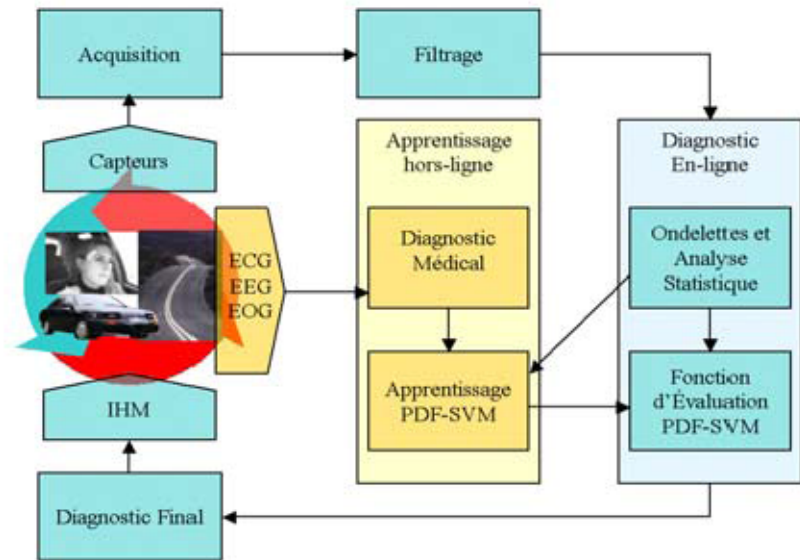 Acquisition
Filtrage
Capteurs
Apprentissage
hors-ligne
Diagnostic
En-ligne
ECG
EEG
EOG
Diagnostic
Médical
Ondelettes et
Analyse
Statistique
Apprentissage
PDF-SVM
Fonction
d'Évaluation
PDF-SVM
IHM
Diagnostic Final